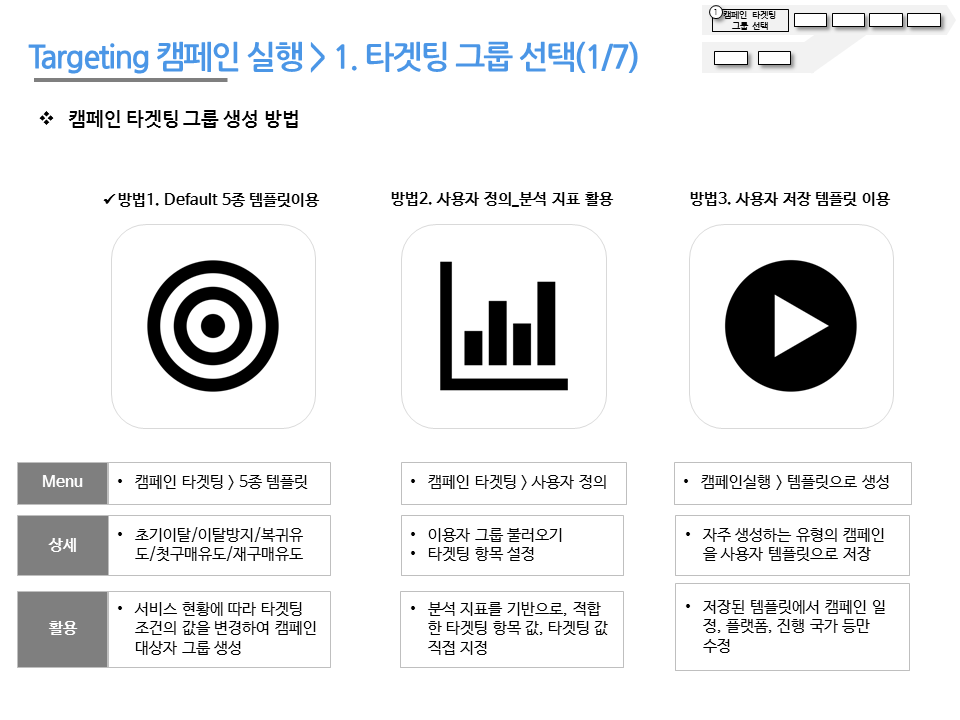 ① 캠페인 타겟팅
그룹 선택
Targeting 캠페인 실행 > 1. 타겟팅 그룹 선택(1/7)
❖ 캠페인 타겟팅 그룹 생성 방법
✓방법1. Default 5종 템플릿이용
방법2. 사용자 정의_분석 지표 활용
방법3. 사용자 저장 템플릿 이용
Menu
• 캠페인 타겟팅 > 5종 템플릿
• 캠페인 타겟팅 > 사용자 정의
• 캠페인실행 > 템플릿으로 생성
상세
• 초기이탈/이탈방지/복귀유
도/첫구매유도/재구매유도
• 이용자 그룹 불러오기
• 타겟팅 항목 설정
• 자주 생성하는 유형의 캠페인
을 사용자 템플릿으로 저장
활용
• 서비스 현황에 따라 타겟팅
조건의 값을 변경하여 캠페인
대상자 그룹 생성
• 분석 지표를 기반으로, 적합
한 타겟팅 항목 값, 타겟팅 값
직접 지정
• 저장된 템플릿에서 캠페인 일
정, 플랫폼, 진행 국가 등만
수정